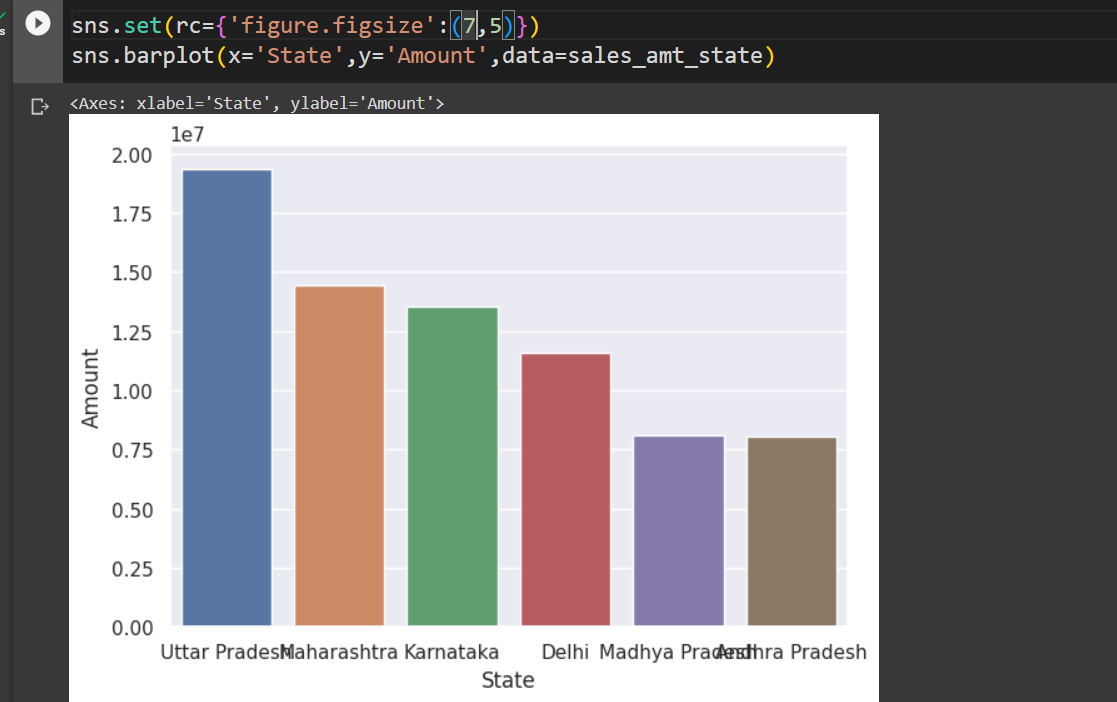 sns.set(rc={'figure.figsize':(7,5)})
s
sns.barplot(x='State',y='Amount',data=sales_amt_state)
<Axes: xlabel='State', ylabel='Amount'>
1e7
2.00
1.75
1.50
1.25
1.00
0.75
0.50
0.25
0.00
Amount
Uttar Pradesh Maharashtra Karnataka Delhi Madhya Pradesh Andhra Pradesh
State